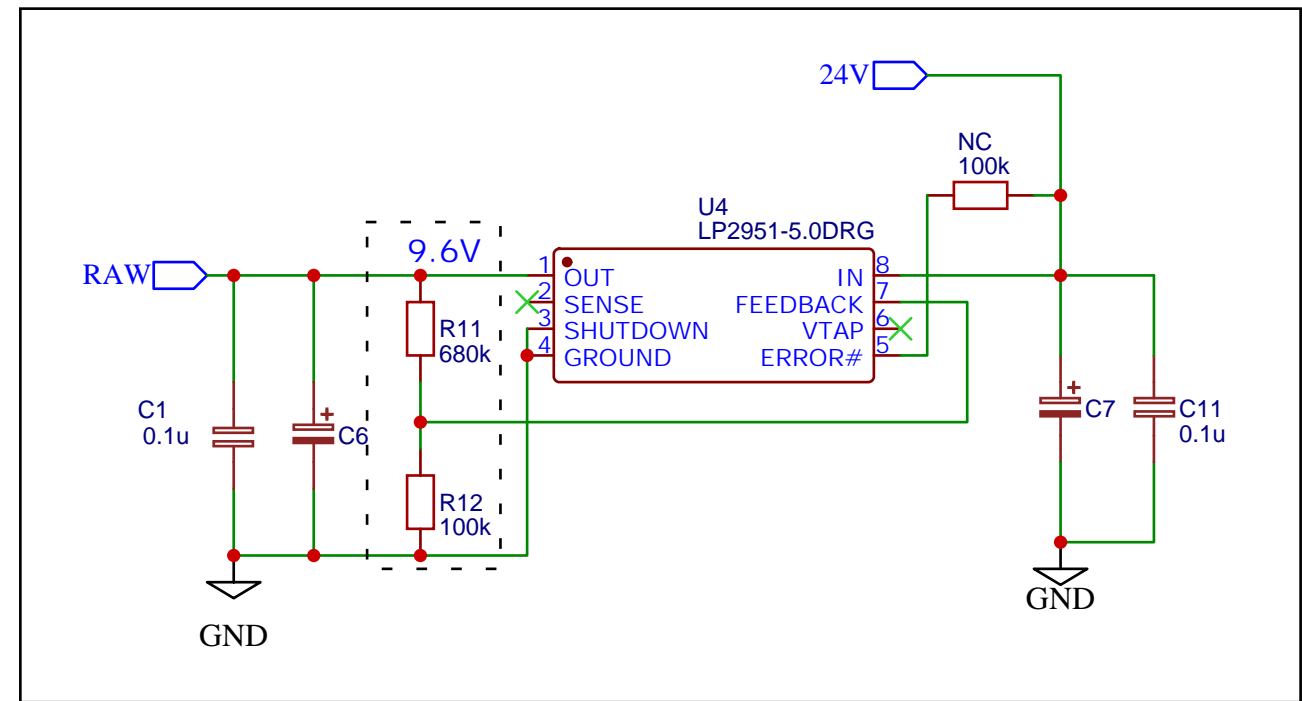 24V
NC
100k
U4
LP2951-5.0DRG
9.6V
RAW
1
OUT
IN
8
2
SENSE
FEEDBACK
7
3
SHUTDOWN
VTAP
6
4
GROUND
ERROR#
5
R11
680k
C1
0.1u
+
C6
+
C7
C11
0.1u
R12
100k
GND
GND